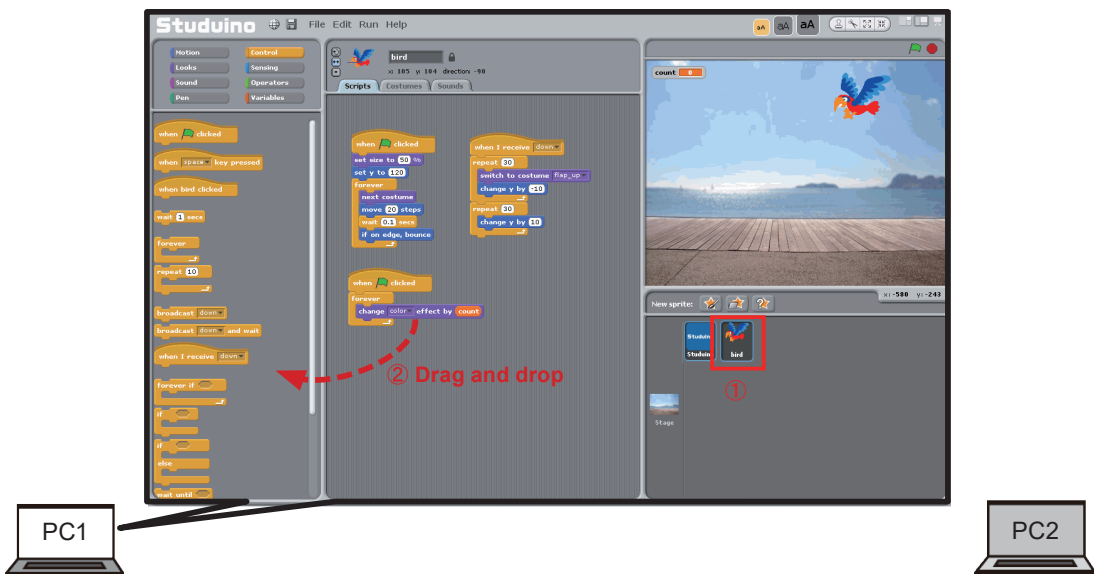 Studuino File Edit Run Help aA aA aA
Motion Control
Looks Sensing
Sound Operators
Pen Variables
bird
x: 105 y: 104 direction: -90
Scripts Costumes Sounds
when clicked
when space key pressed
when bird clicked
wait 1 secs
forever
repeat 10
broadcast down
broadcast down and wait
when I receive down
forever if
if
if
else
wait until
when clicked
set size to 50 %
set y to 120
forever
next costume
move 20 steps
wait 0.1 secs
if on edge, bounce
when I receive down
repeat 30
switch to costume flap_up
change y by -10
repeat 30
change y by 10
when clicked
forever
change color effect by count
② Drag and drop
count 0
x: -580 y: -243
New sprite:
Studuino
Studuino
bird
①
Stage
PC1
PC2